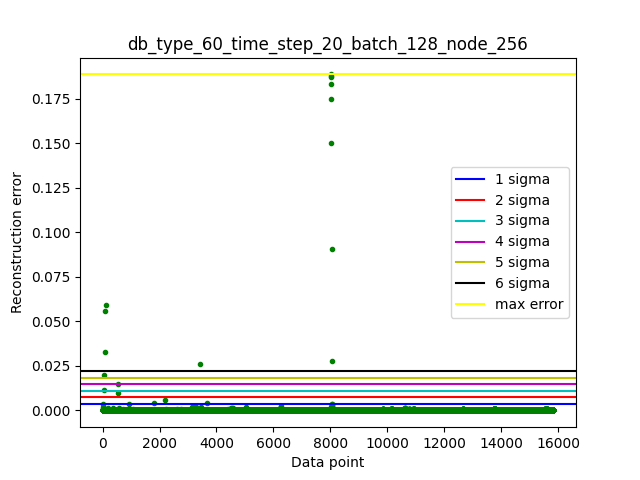 db_type_60_time_step_20_batch_128_node_256
Reconstruction error
0.175
0.150
0.125
0.100
0.075
0.050
0.025
0.000
1 sigma
2 sigma
3 sigma
4 sigma
5 sigma
6 sigma
max error
0 2000 4000 6000 8000 10000 12000 14000 16000
Data point